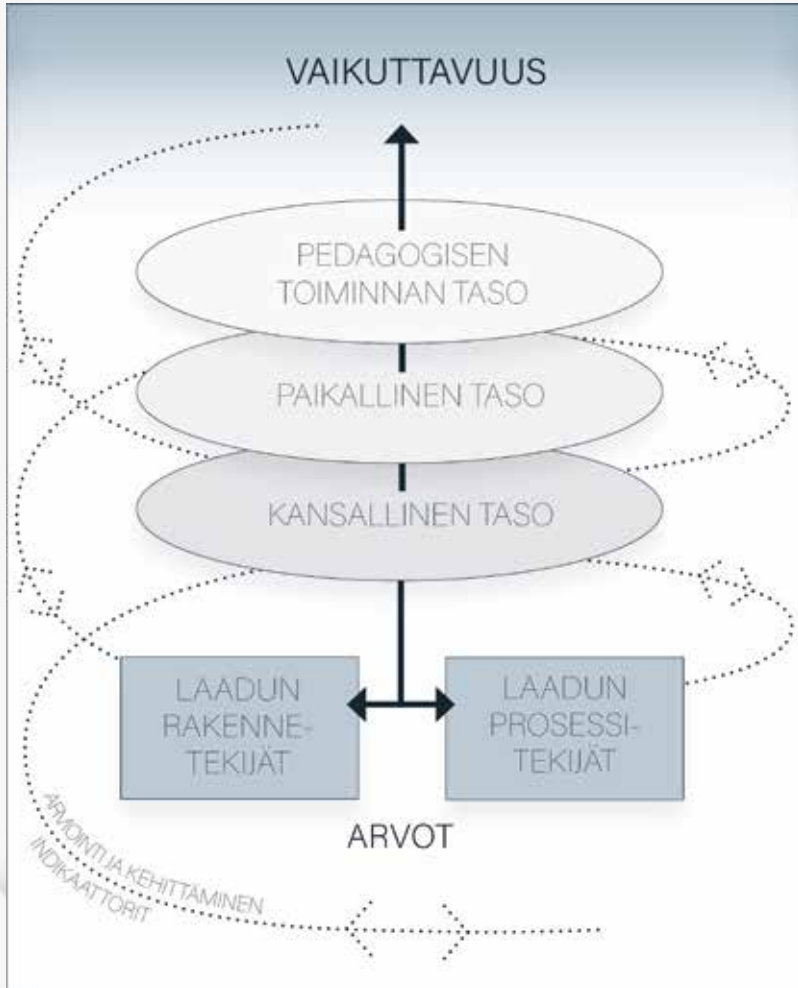 VAIKUTTAVUUS
PEDAGOGISEN
TOIMINNAN TASO
PAIKALLINEN TASO
KANSALLINEN TASO
LAADUN
RAKENNE-
TEKIJÄT
LAADUN
PROSESSI-
TEKIJÄT
ARVOT
ARVIOINTI JA KEHITTÄMINEN
INDIKAATTORIT